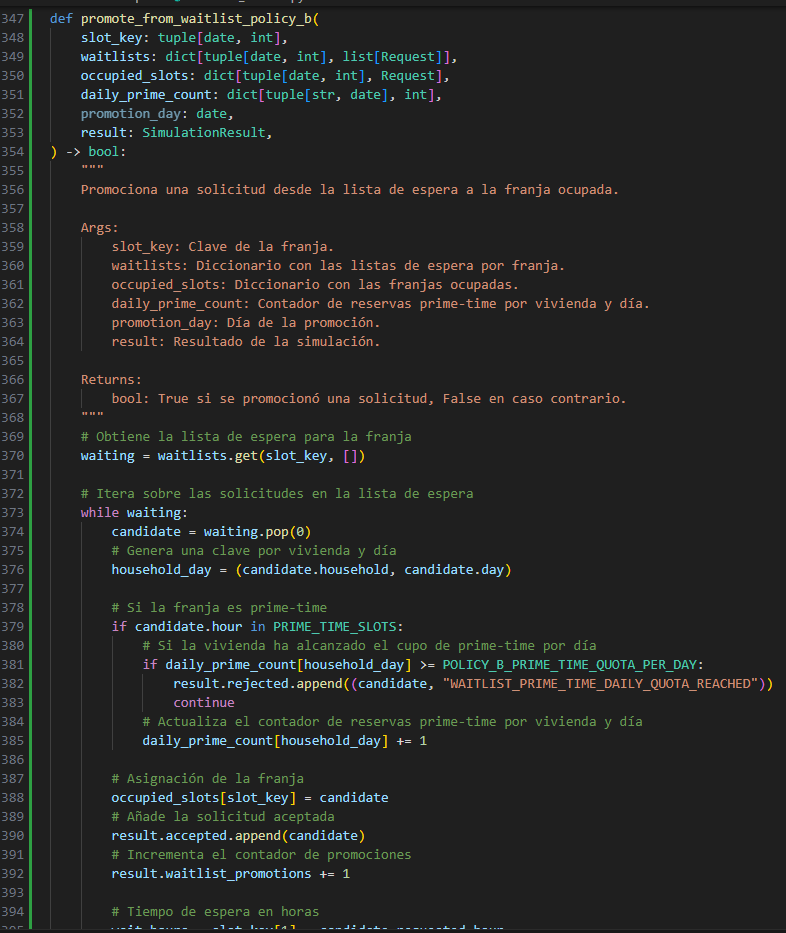 347 def promote_from_waitlist_policy_b(
348     slot_key: tuple[date, int],
349     waitlists: dict[tuple[date, int], list[Request]],
350     occupied_slots: dict[tuple[date, int], Request],
351     daily_prime_count: dict[tuple[str, date], int],
352     promotion_day: date,
353     result: SimulationResult,
354 ) -> bool:
355     """
356     Promociona una solicitud desde la lista de espera a la franja ocupada.
357
358     Args:
359         slot_key: Clave de la franja.
360         waitlists: Diccionario con las listas de espera por franja.
361         occupied_slots: Diccionario con las franjas ocupadas.
362         daily_prime_count: Contador de reservas prime-time por vivienda y día.
363         promotion_day: Día de la promoción.
364         result: Resultado de la simulación.
365
366     Returns:
367         bool: True si se promocionó una solicitud, False en caso contrario.
368     """
369     # Obtiene la lista de espera para la franja
370     waiting = waitlists.get(slot_key, [])
371
372     # Itera sobre las solicitudes en la lista de espera
373     while waiting:
374         candidate = waiting.pop(0)
375         # Genera una clave por vivienda y día
376         household_day = (candidate.household, candidate.day)
377
378         # Si la franja es prime-time
379         if candidate.hour in PRIME_TIME_SLOTS:
380             # Si la vivienda ha alcanzado el cupo de prime-time por día
381             if daily_prime_count[household_day] >= POLICY_B_PRIME_TIME_QUOTA_PER_DAY:
382                 result.rejected.append((candidate, "WAITLIST_PRIME_TIME_DAILY_QUOTA_REACHED"))
383                 continue
384             # Actualiza el contador de reservas prime-time por vivienda y día
385             daily_prime_count[household_day] += 1
386
387         # Asignación de la franja
388         occupied_slots[slot_key] = candidate
389         # Añade la solicitud aceptada
390         result.accepted.append(candidate)
391         # Incrementa el contador de promociones
392         result.waitlist_promotions += 1
393
394         # Tiempo de espera en horas